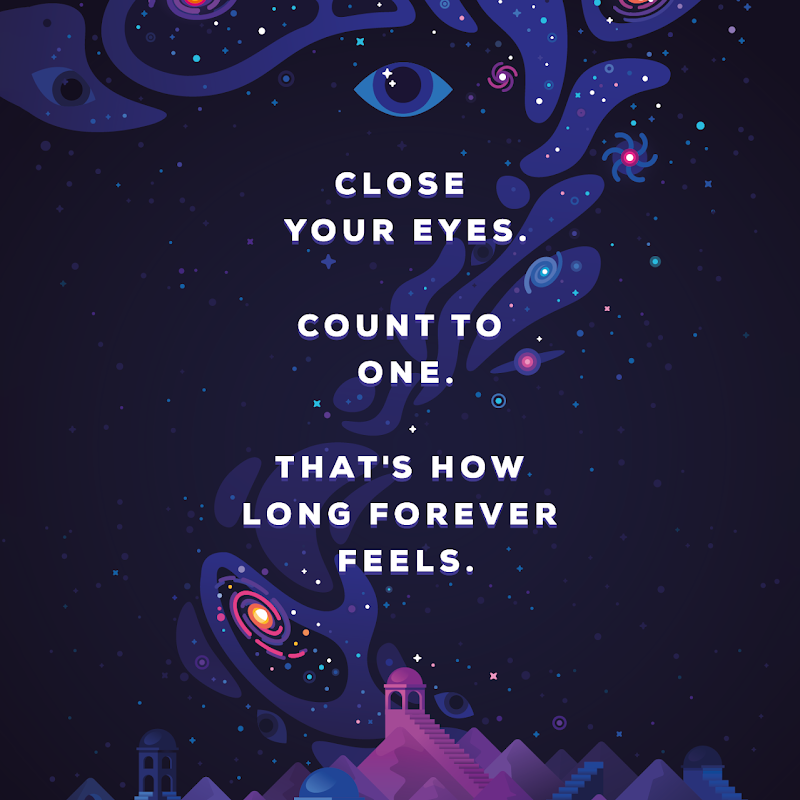 CLOSE
YOUR EYES.
COUNT TO
ONE.
THAT'S HOW
LONG FOREVER
FEELS.